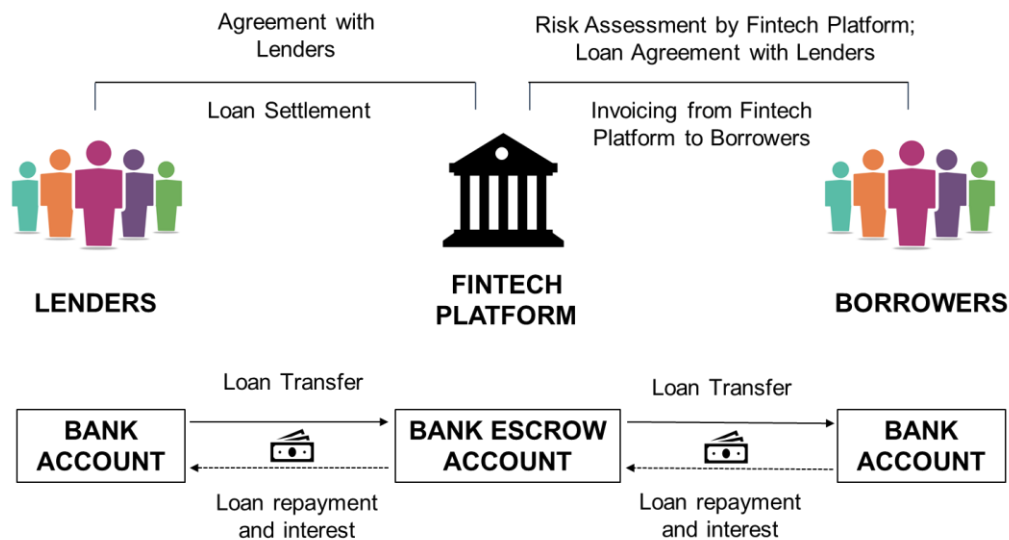 Agreement with
Lenders
Risk Assessment by Fintech Platform;
Loan Agreement with Lenders
Loan Settlement
Invoicing from Fintech
Platform to Borrowers
LENDERS
FINTECH
PLATFORM
BORROWERS
Loan Transfer
Loan Transfer
BANK
ACCOUNT
BANK ESCROW
ACCOUNT
BANK
ACCOUNT
Loan repayment
and interest
Loan repayment
and interest